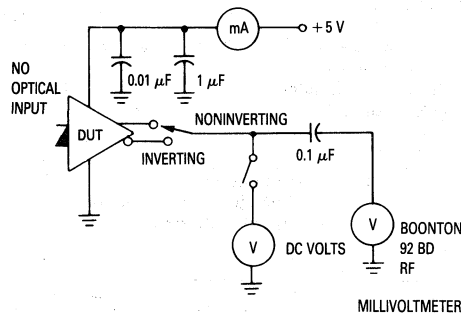 mA
+5 V
0.01 μF
1 μF
NO
OPTICAL
INPUT
DUT
NONINVERTING
INVERTING
0.1 μF
V
DC VOLTS
V
BOONTON
92 BD
RF
MILLIVOLTMETER